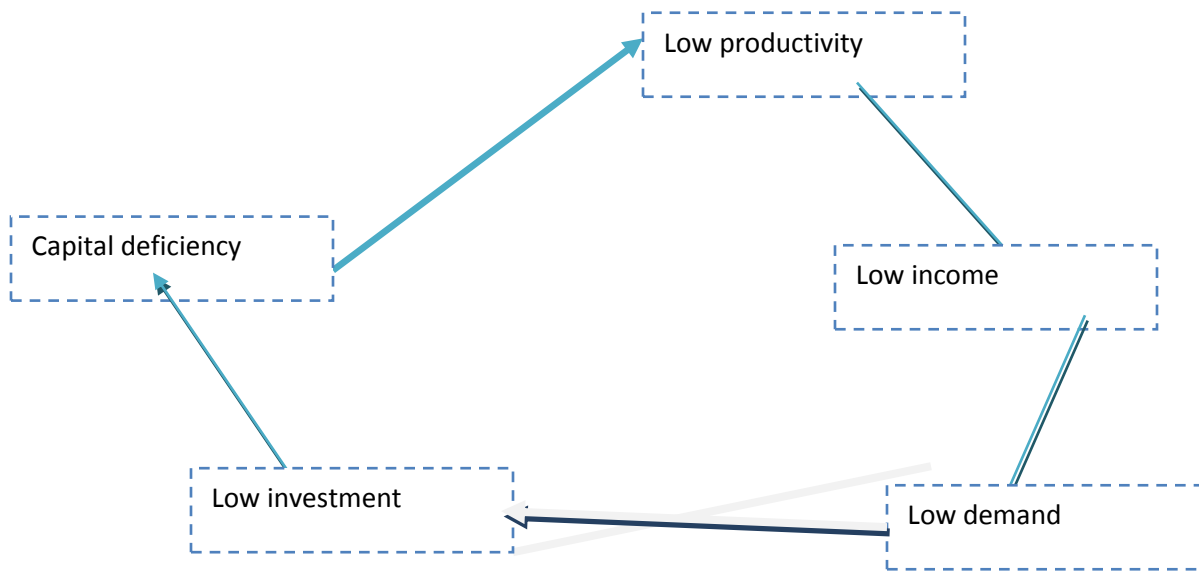 Low productivity
Capital deficiency
Low income
Low investment
Low demand